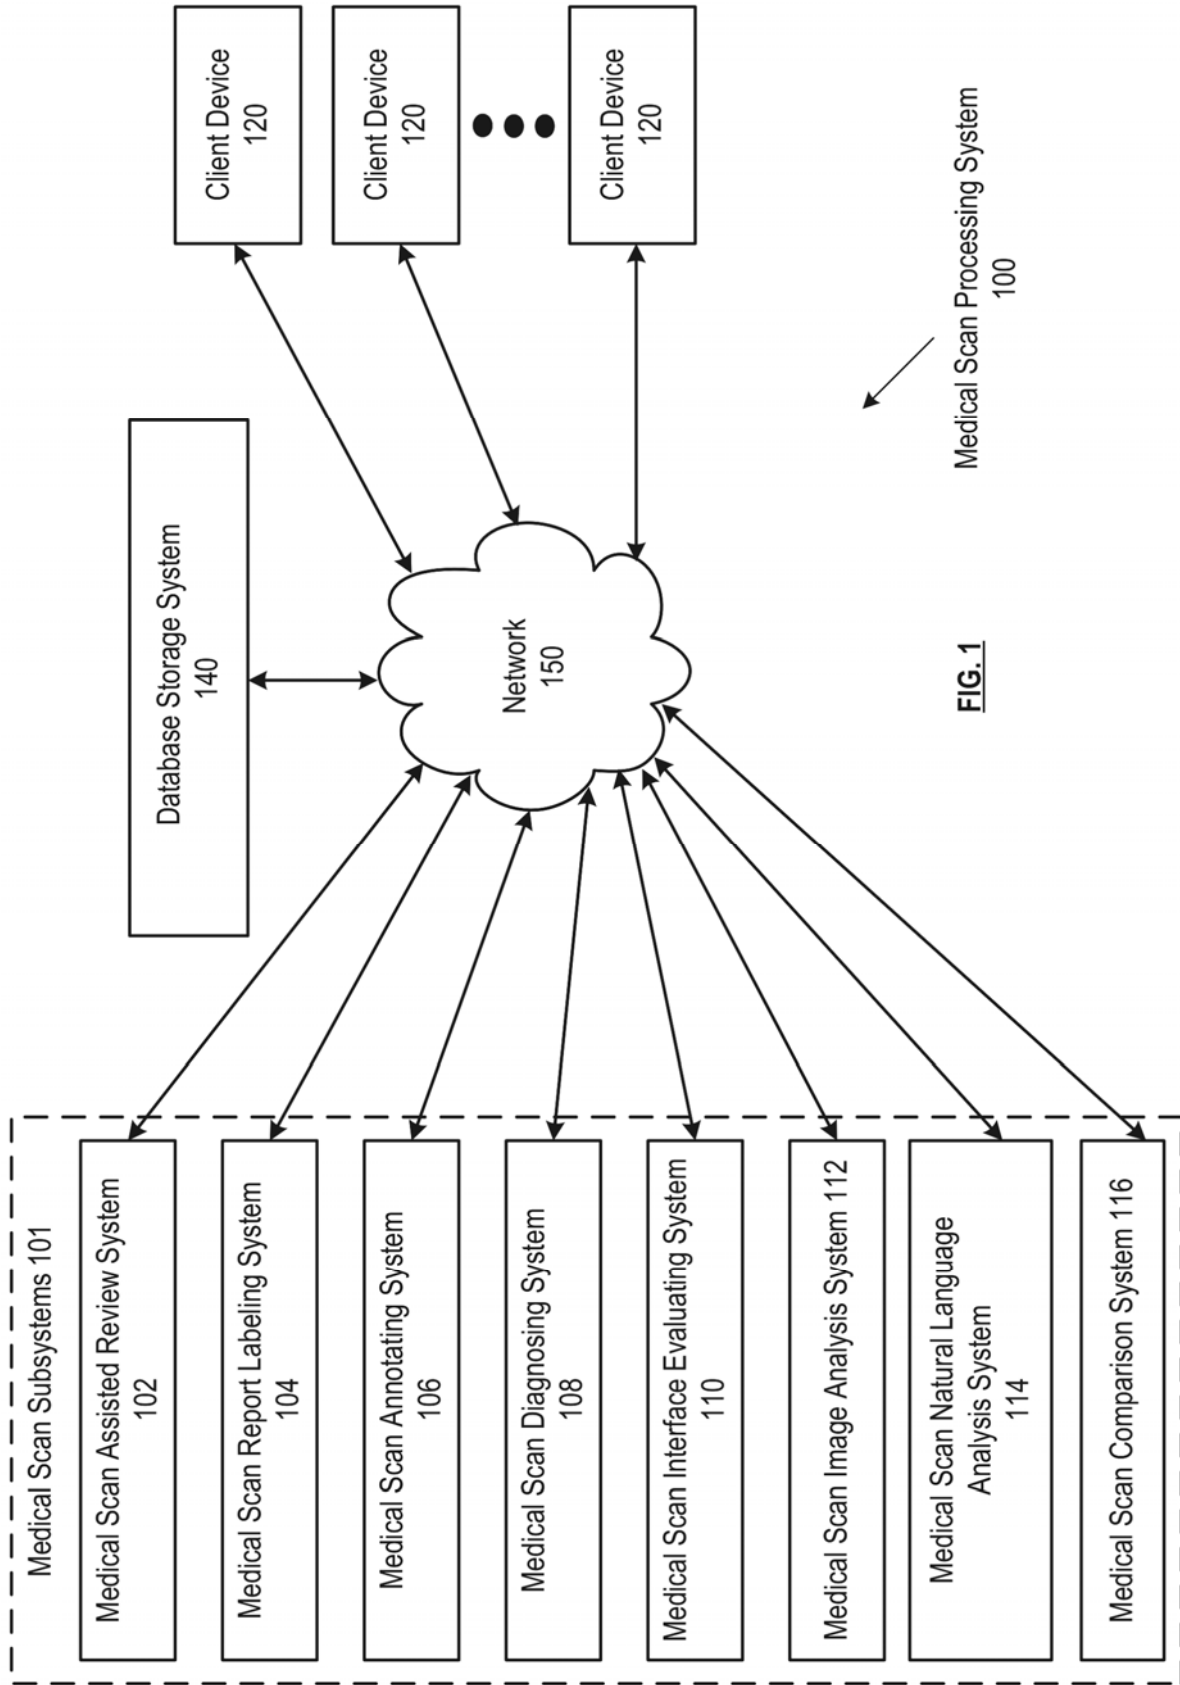 Medical Scan Subsystems 101
Medical Scan Assisted Review System
102
Medical Scan Report Labeling System
104
Medical Scan Annotating System
106
Medical Scan Diagnosing System
108
Medical Scan Interface Evaluating System
110
Medical Scan Image Analysis System 112
Medical Scan Natural Language
Analysis System
114
Medical Scan Comparison System 116
Database Storage System
140
Network
150
Client Device
120
Client Device
120
Client Device
120
FIG. 1
Medical Scan Processing System
100